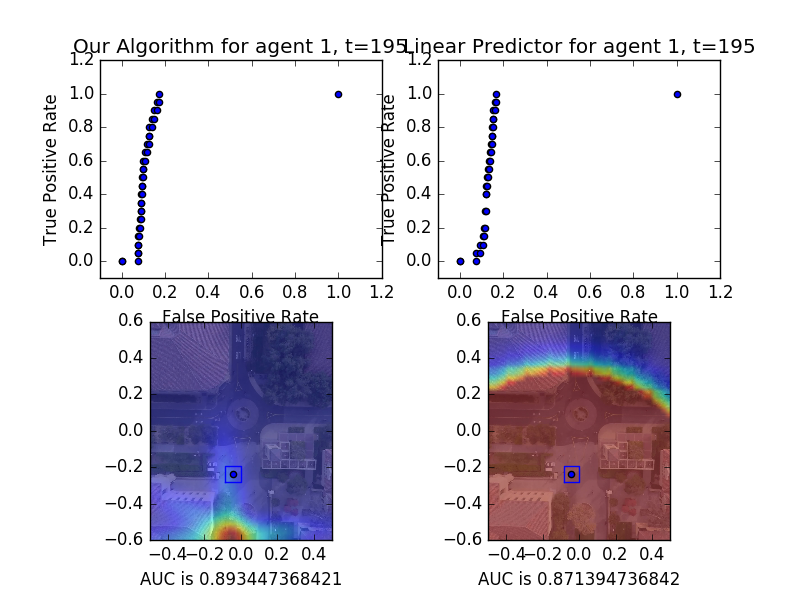 Our Algorithm for agent 1, t=195
Linear Predictor for agent 1, t=195
True Positive Rate
1.2
1.0
0.8
0.6
0.4
0.2
0.0
0.0 0.2 0.4 0.6 0.8 1.0 1.2
False Positive Rate
True Positive Rate
1.2
1.0
0.8
0.6
0.4
0.2
0.0
0.0 0.2 0.4 0.6 0.8 1.0 1.2
False Positive Rate
0.6
0.4
0.2
0.0
−0.2
−0.4
−0.6
−0.4 −0.2 0.0 0.2 0.4
AUC is 0.893447368421
0.6
0.4
0.2
0.0
−0.2
−0.4
−0.6
−0.4 −0.2 0.0 0.2 0.4
AUC is 0.871394736842